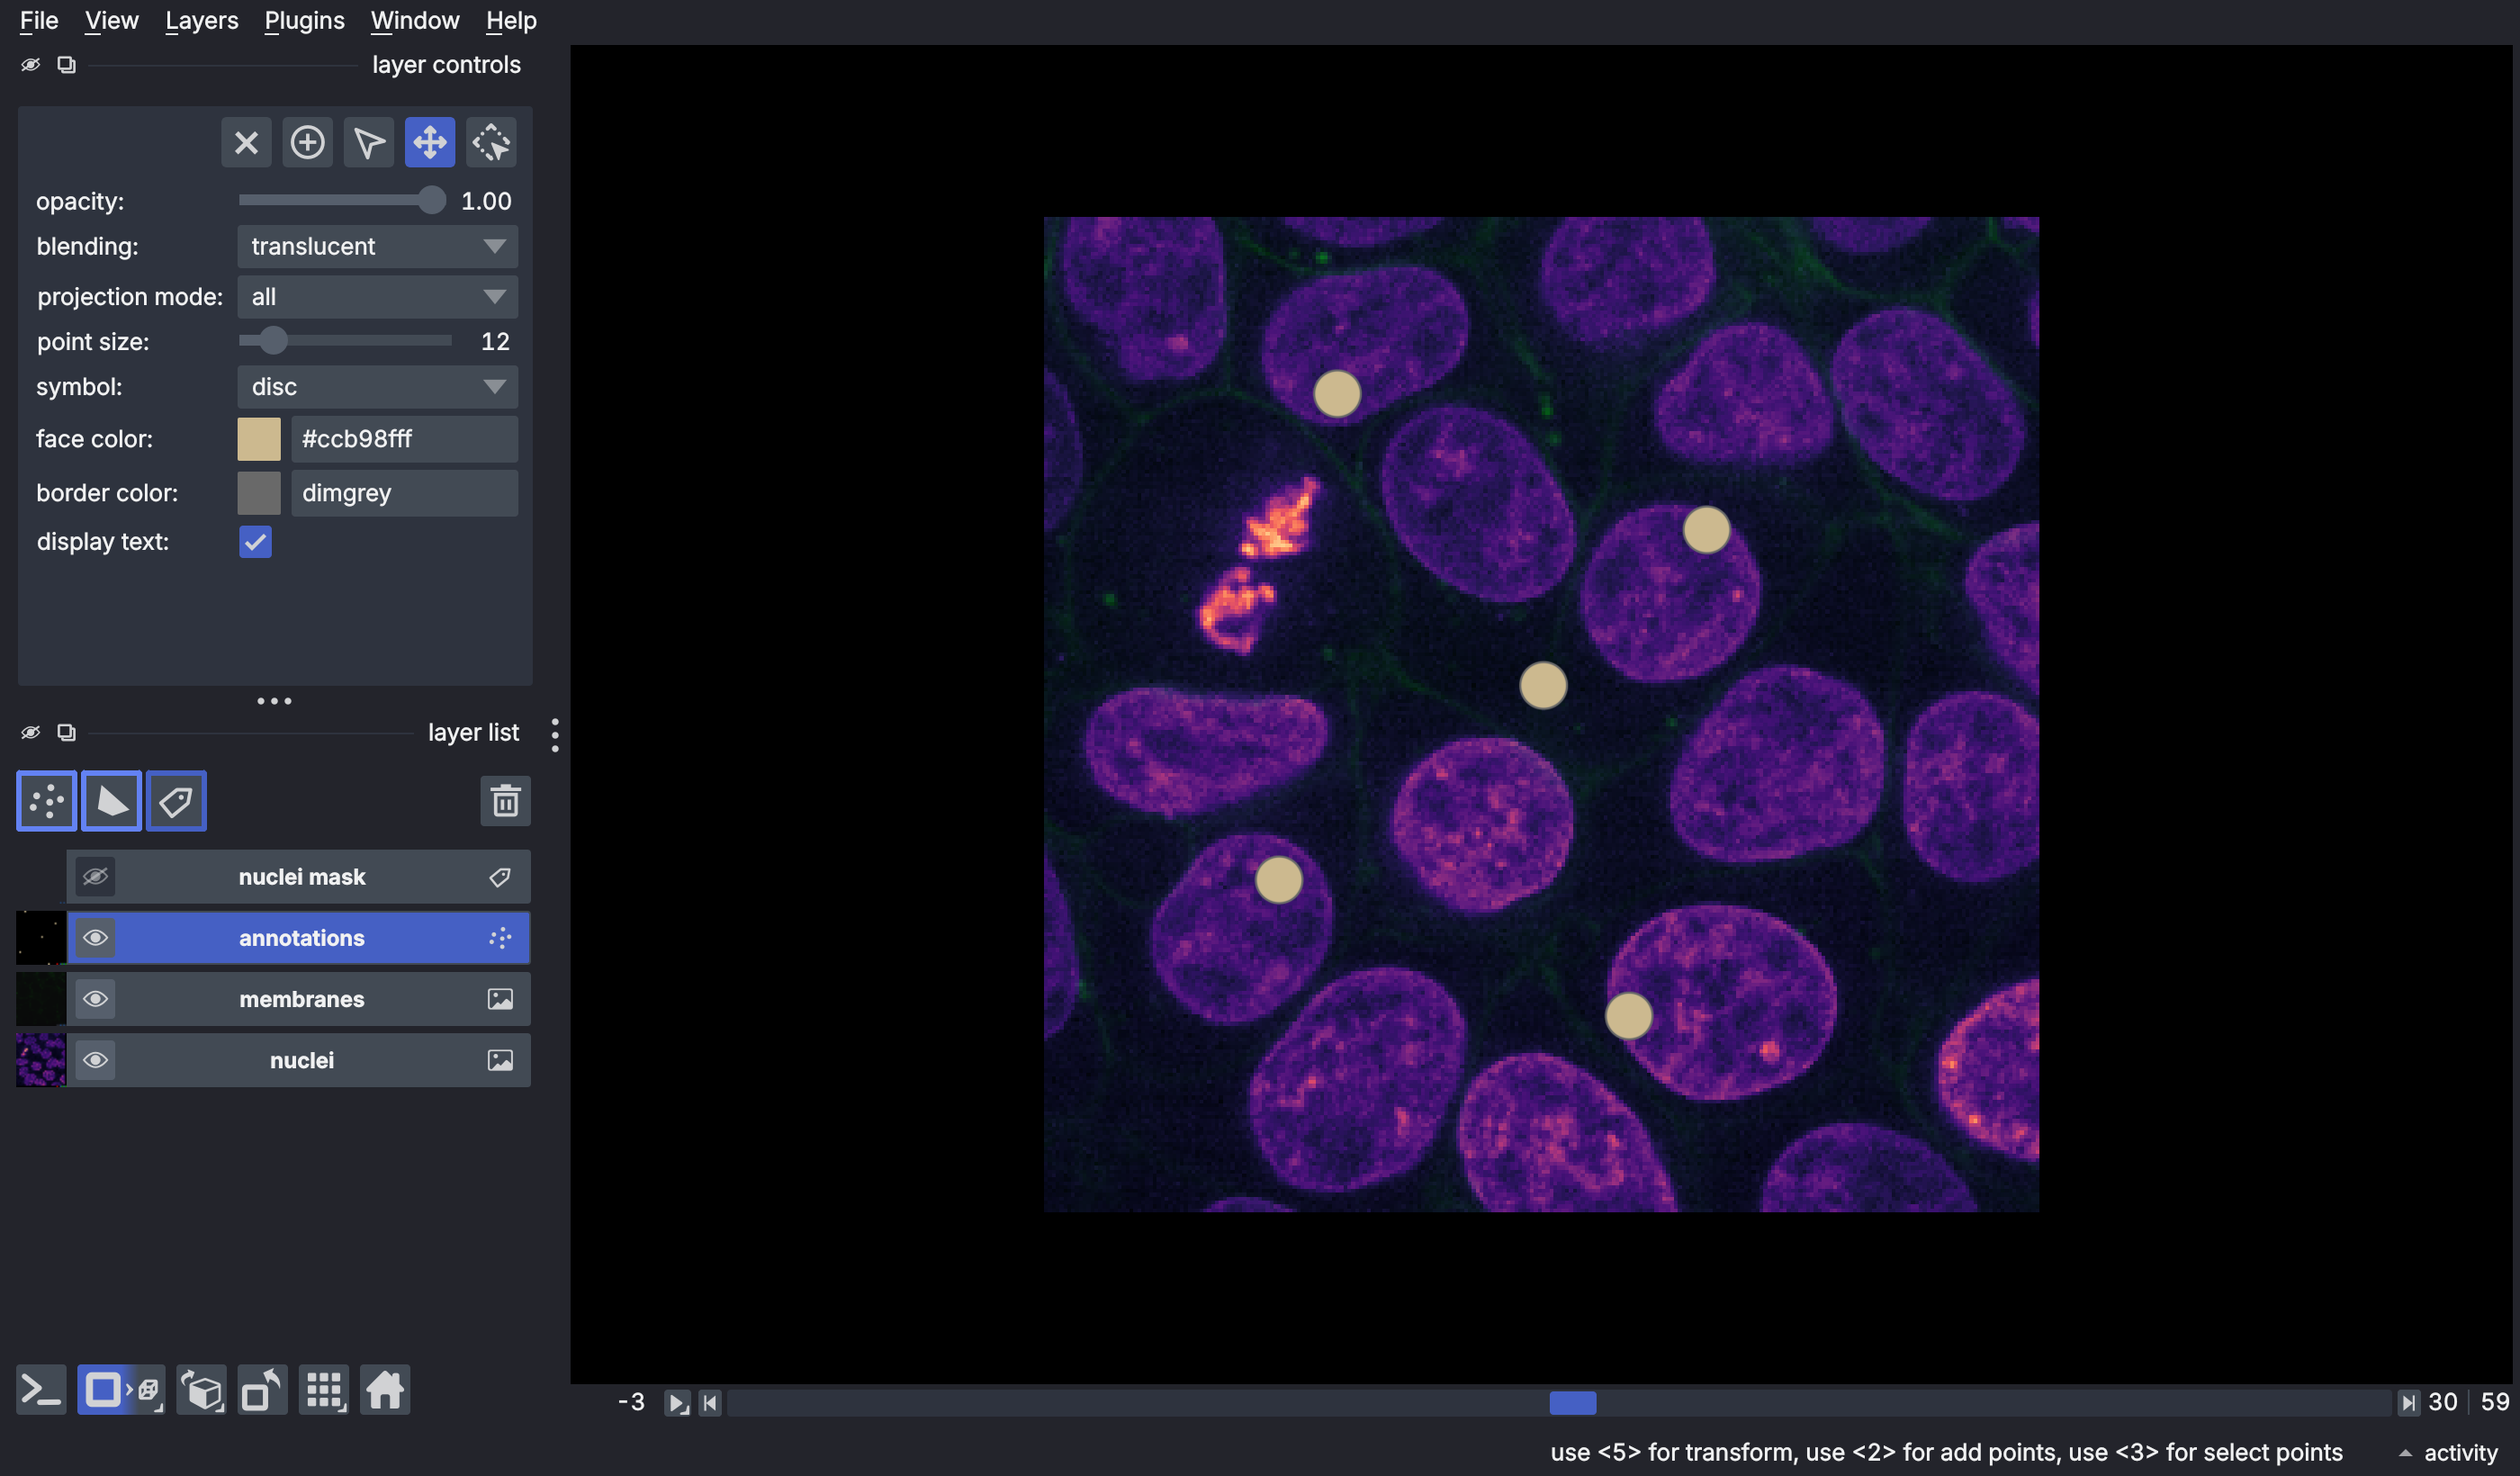 File View Layers Plugins Window Help
layer controls
opacity: 1.00
blending: translucent
projection mode: all
point size: 12
symbol: disc
face color: #ccb98fff
border color: dimgrey
display text:
layer list
nuclei mask
annotations
membranes
nuclei
-3 30 59
use <5> for transform, use <2> for add points, use <3> for select points activity